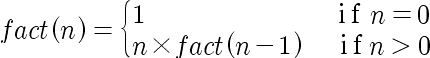 fact(n) = { 1 if n = 0
n × fact(n − 1) if n > 0